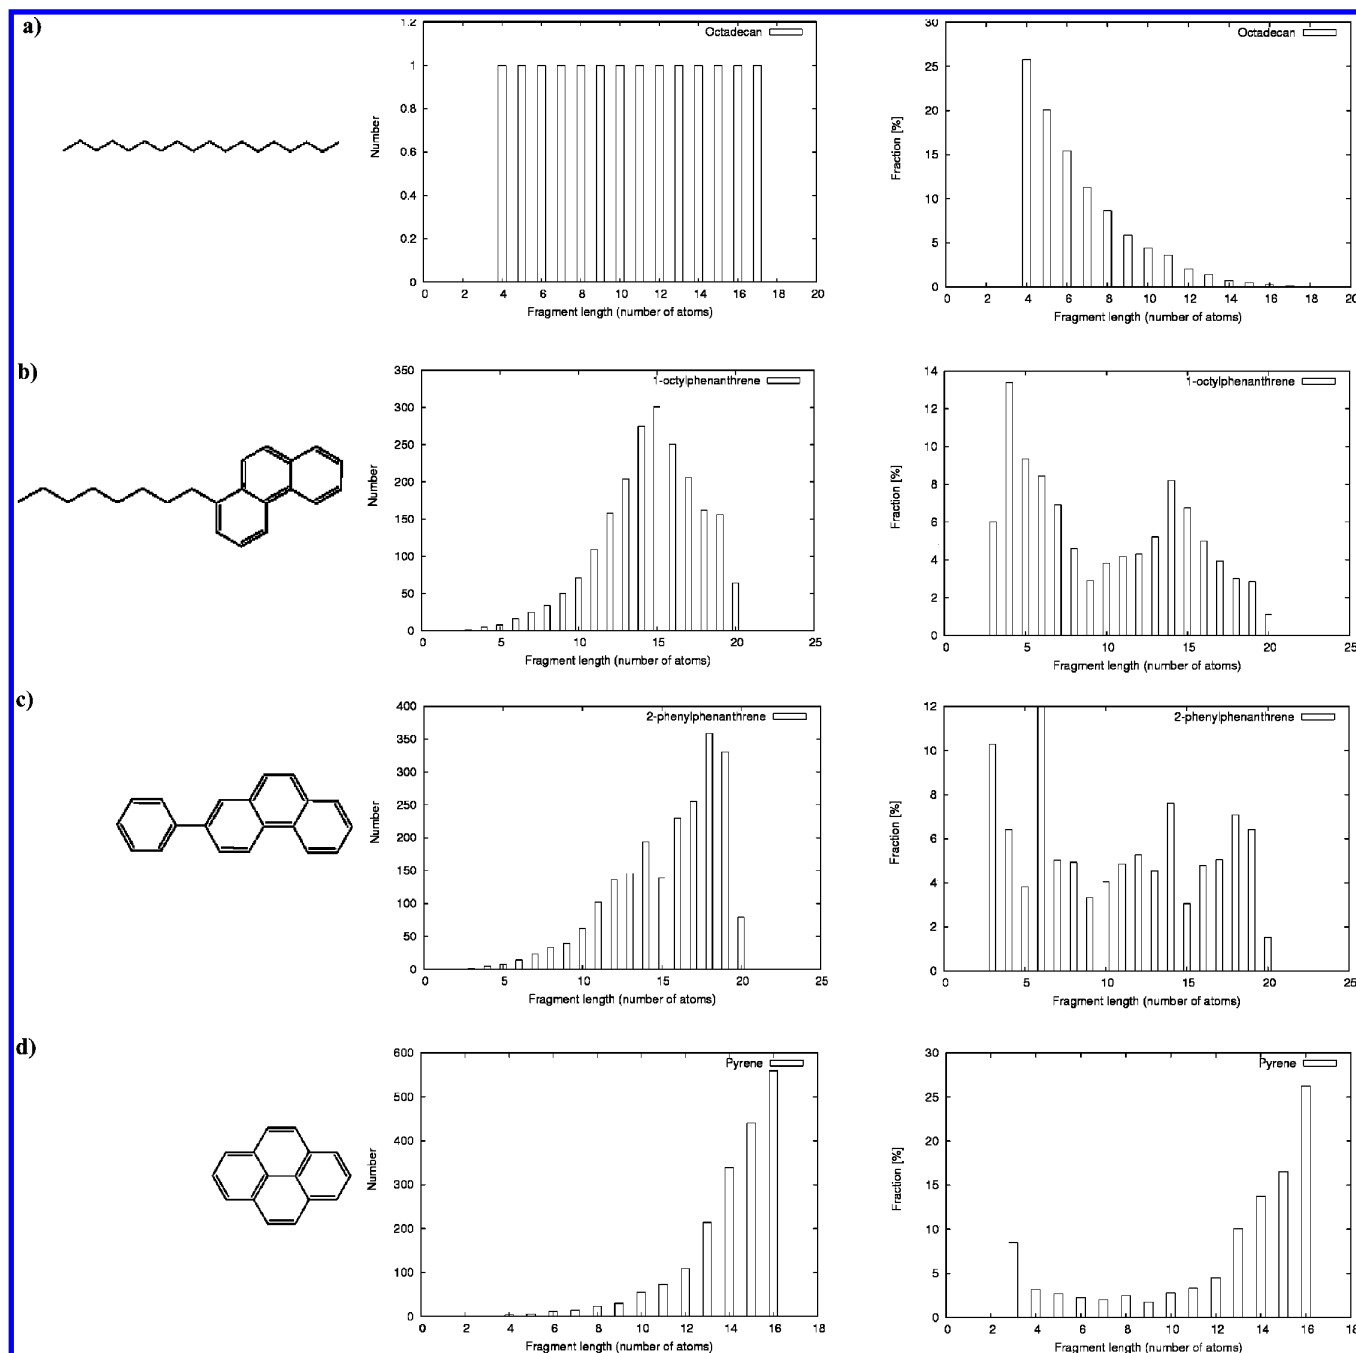 a)
Octadecan
Number
1.2
1
0.8
0.6
0.4
0.2
0
0 2 4 6 8 10 12 14 16 18 20
Fragment length (number of atoms)
Octadecan
Fraction [%]
30
25
20
15
10
5
0
0 2 4 6 8 10 12 14 16 18 20
Fragment length (number of atoms)
b)
1-octylphenanthrene
Number
350
300
250
200
150
100
50
0
0 5 10 15 20 25
Fragment length (number of atoms)
1-octylphenanthrene
Fraction [%]
14
12
10
8
6
4
2
0
0 5 10 15 20 25
Fragment length (number of atoms)
c)
2-phenylphenanthrene
Number
400
350
300
250
200
150
100
50
0
0 5 10 15 20 25
Fragment length (number of atoms)
2-phenylphenanthrene
Fraction [%]
12
10
8
6
4
2
0
0 5 10 15 20 25
Fragment length (number of atoms)
d)
Pyrene
Number
600
500
400
300
200
100
0
0 2 4 6 8 10 12 14 16 18
Fragment length (number of atoms)
Pyrene
Fraction [%]
30
25
20
15
10
5
0
0 2 4 6 8 10 12 14 16 18
Fragment length (number of atoms)